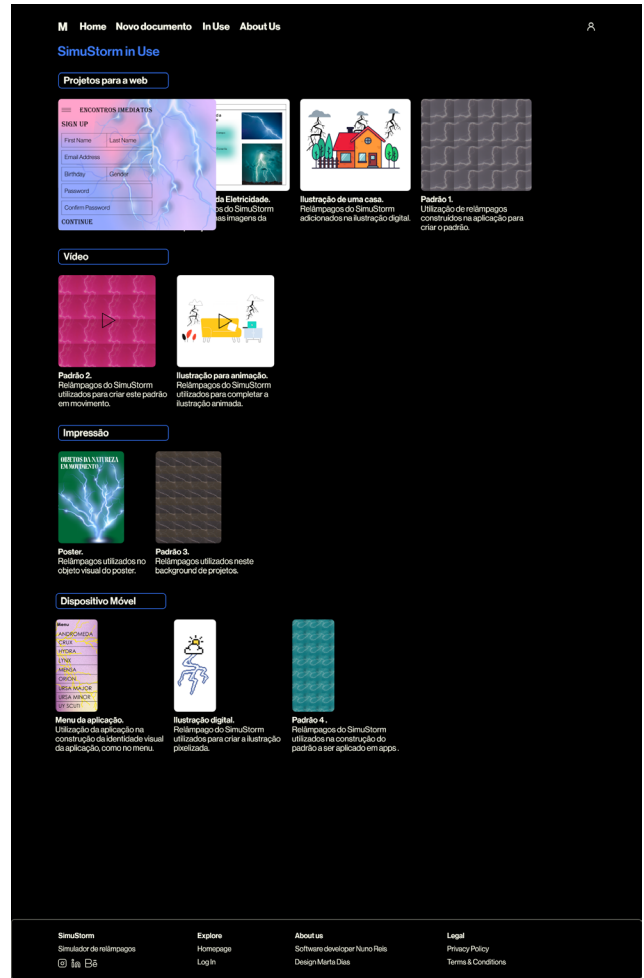 M Home Novo documento In Use About Us
SimuStorm in Use
Projetos para a web
ENCONTROS IMEDIATOS
SIGN UP
First Name Last Name
Email Address
Birthday Gender
Password
Confirm Password
CONTINUE
da Eletricidade.
os do SimuStorm
nas imagens da
Ilustração de uma casa.
Relâmpagos do SimuStorm
adicionados na ilustração digital.
Padrão 1.
Utilização de relâmpagos
construídos na aplicação para
criar o padrão.
Vídeo
Padrão 2.
Relâmpagos do SimuStorm
utilizados para criar este padrão
em movimento.
Ilustração para animação.
Relâmpagos do SimuStorm
utilizados para completar a
ilustração animada.
Impressão
OBJETOS DA NATUREZA
EM MOVIMENTO
Poster.
Relâmpagos utilizados no
objeto visual do poster.
Padrão 3.
Relâmpagos utilizados neste
background de projetos.
Dispositivo Móvel
Menu
ANDROMEDA
CRUX
HYDRA
LYNX
MENSA
ORION
URSA MAJOR
URSA MINOR
UY SCUTI
Menu da aplicação.
Utilização da aplicação na
construção da identidade visual
da aplicação, como no menu.
Ilustração digital.
Relâmpago do SimuStorm
utilizados para criar a ilustração
pixelizada.
Padrão 4 .
Relâmpagos do SimuStorm
utilizados na construção do
padrão a ser aplicado em apps .
SimuStorm
Simulador de relâmpagos
in Bē
Explore
Homepage
Log In
About us
Software developer Nuno Reis
Design Marta Dias
Legal
Privacy Policy
Terms & Conditions